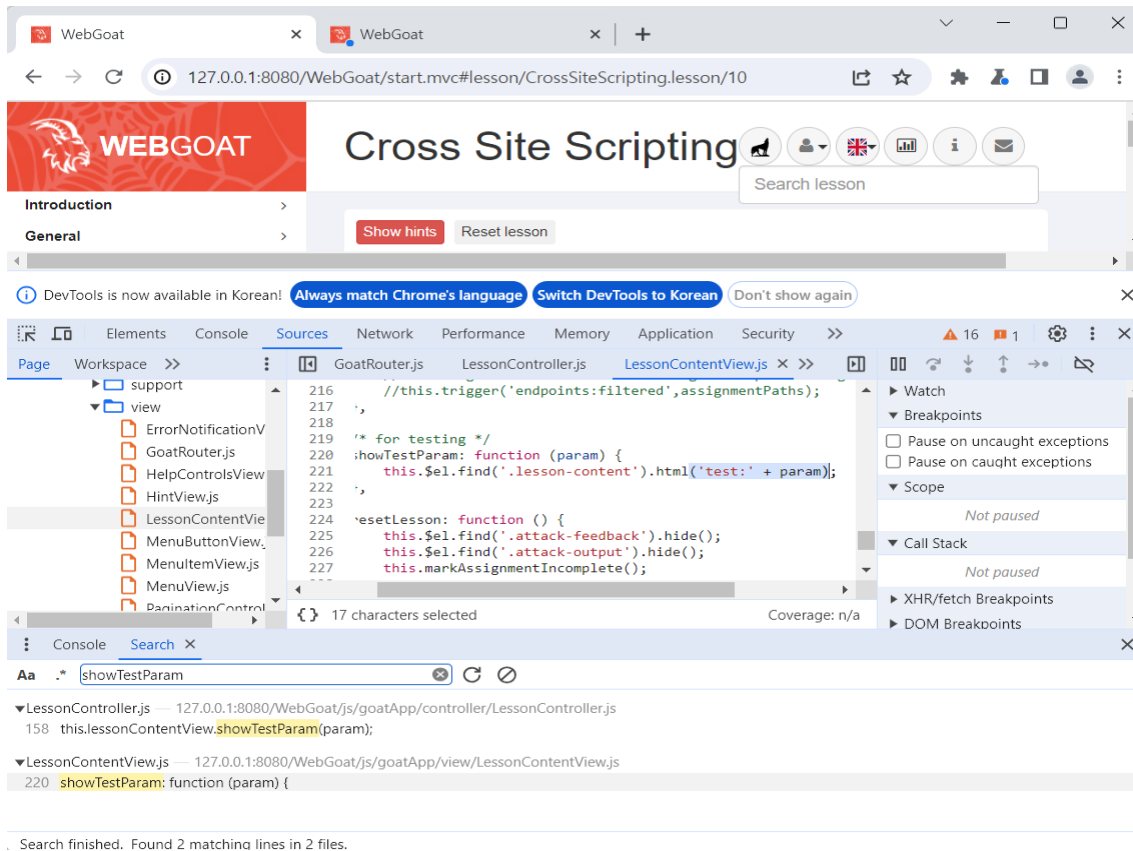 WebGoat
WebGoat
127.0.0.1:8080/WebGoat/start.mvc#lesson/CrossSiteScripting.lesson/10
WEBGOAT
Cross Site Scripting
Search lesson
Introduction
General
Show hints Reset lesson
DevTools is now available in Korean! Always match Chrome's language Switch DevTools to Korean Don't show again
Elements Console Sources Network Performance Memory Application Security 16 1
Page Workspace GoatRouter.js LessonController.js LessonContentView.js
support
view
ErrorNotificationV
GoatRouter.js
HelpControlsView
HintView.js
LessonContentVie
MenuButtonView.
MenuItemView.js
MenuView.js
PaginationControl
216 //this.trigger('endpoints:filtered',assignmentPaths);
217 ,
218
219 /* for testing */
220 showTestParam: function (param) {
221 this.$el.find('.lesson-content').html('test:' + param);
222 ,
223
224 resetLesson: function () {
225 this.$el.find('.attack-feedback').hide();
226 this.$el.find('.attack-output').hide();
227 this.markAssignmentIncomplete();
{} 17 characters selected Coverage: n/a
Watch
Breakpoints
Pause on uncaught exceptions
Pause on caught exceptions
Scope
Not paused
Call Stack
Not paused
XHR/fetch Breakpoints
DOM Breakpoints
Console Search
Aa .* showTestParam
LessonController.js — 127.0.0.1:8080/WebGoat/js/goatApp/controller/LessonController.js
158 this.lessonContentView.showTestParam(param);
LessonContentView.js — 127.0.0.1:8080/WebGoat/js/goatApp/view/LessonContentView.js
220 showTestParam: function (param) {
Search finished. Found 2 matching lines in 2 files.